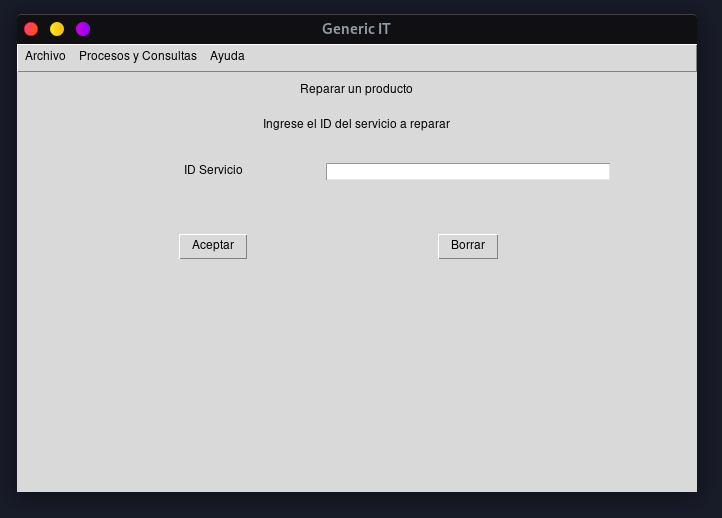 Generic IT
Archivo Procesos y Consultas Ayuda
Reparar un producto
Ingrese el ID del servicio a reparar
ID Servicio
Aceptar Borrar